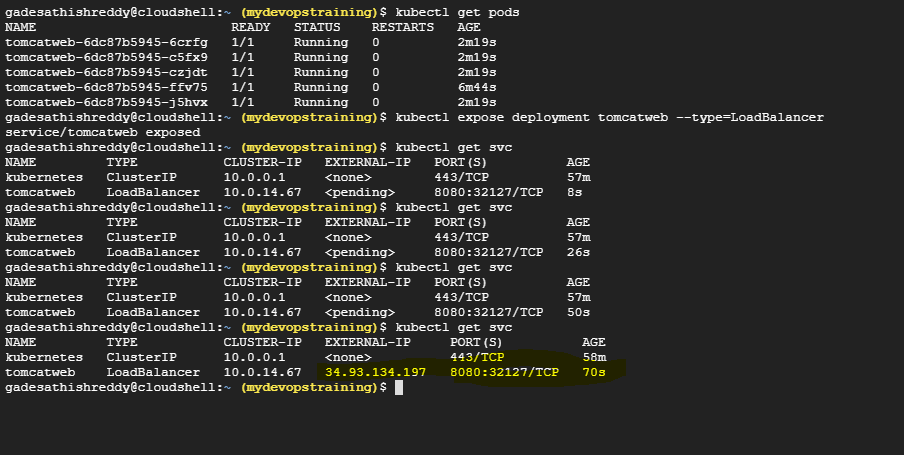 gadesathishreddy@cloudshell:~ (mydevopstraining)$ kubectl get pods
NAME READY STATUS RESTARTS AGE
tomcatweb-6dc87b5945-6crfg 1/1 Running 0 2m19s
tomcatweb-6dc87b5945-c5fx9 1/1 Running 0 2m19s
tomcatweb-6dc87b5945-czjdt 1/1 Running 0 2m19s
tomcatweb-6dc87b5945-ffv75 1/1 Running 0 6m44s
tomcatweb-6dc87b5945-j5hvx 1/1 Running 0 2m19s
gadesathishreddy@cloudshell:~ (mydevopstraining)$ kubectl expose deployment tomcatweb --type=LoadBalancer
service/tomcatweb exposed
gadesathishreddy@cloudshell:~ (mydevopstraining)$ kubectl get svc
NAME TYPE CLUSTER-IP EXTERNAL-IP PORT(S) AGE
kubernetes ClusterIP 10.0.0.1 <none> 443/TCP 57m
tomcatweb LoadBalancer 10.0.14.67 <pending> 8080:32127/TCP 8s
gadesathishreddy@cloudshell:~ (mydevopstraining)$ kubectl get svc
NAME TYPE CLUSTER-IP EXTERNAL-IP PORT(S) AGE
kubernetes ClusterIP 10.0.0.1 <none> 443/TCP 57m
tomcatweb LoadBalancer 10.0.14.67 <pending> 8080:32127/TCP 26s
gadesathishreddy@cloudshell:~ (mydevopstraining)$ kubectl get svc
NAME TYPE CLUSTER-IP EXTERNAL-IP PORT(S) AGE
kubernetes ClusterIP 10.0.0.1 <none> 443/TCP 57m
tomcatweb LoadBalancer 10.0.14.67 <pending> 8080:32127/TCP 50s
gadesathishreddy@cloudshell:~ (mydevopstraining)$ kubectl get svc
NAME TYPE CLUSTER-IP EXTERNAL-IP PORT(S) AGE
kubernetes ClusterIP 10.0.0.1 <none> 443/TCP 58m
tomcatweb LoadBalancer 10.0.14.67 34.93.134.197 8080:32127/TCP 70s
gadesathishreddy@cloudshell:~ (mydevopstraining)$